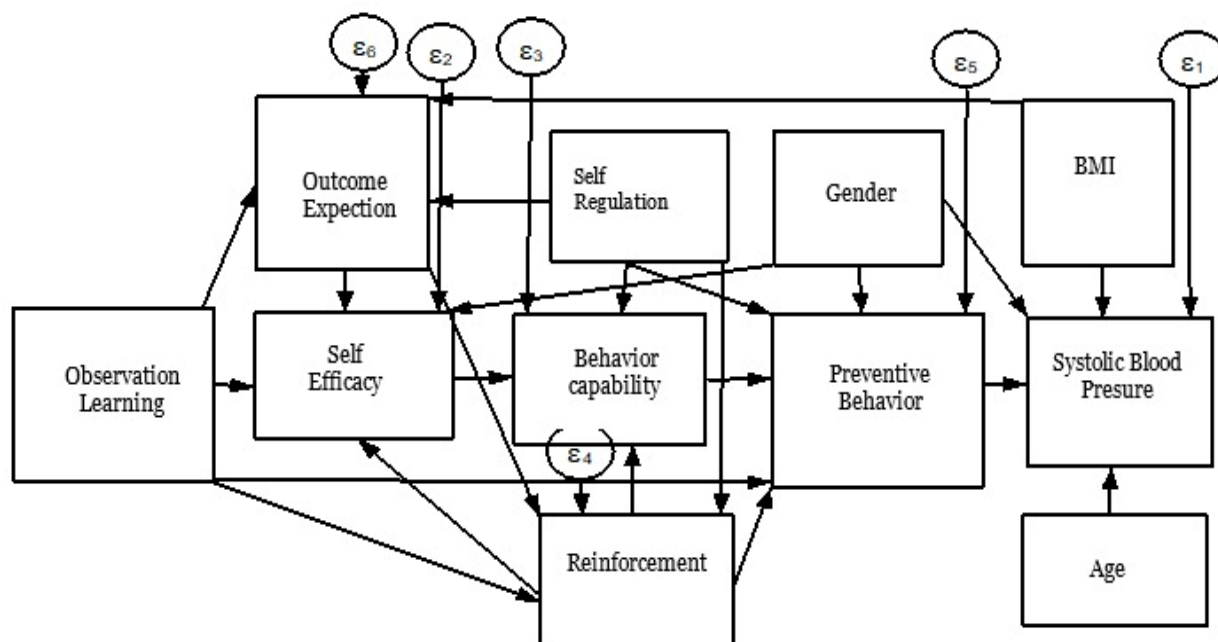 ε6
ε2
ε3
ε5
ε1
Outcome
Expection
Self
Regulation
Gender
BMI
Observation
Learning
Self
Efficacy
Behavior
capability
Preventive
Behavior
Systolic Blood
Presure
ε4
Reinforcement
Age